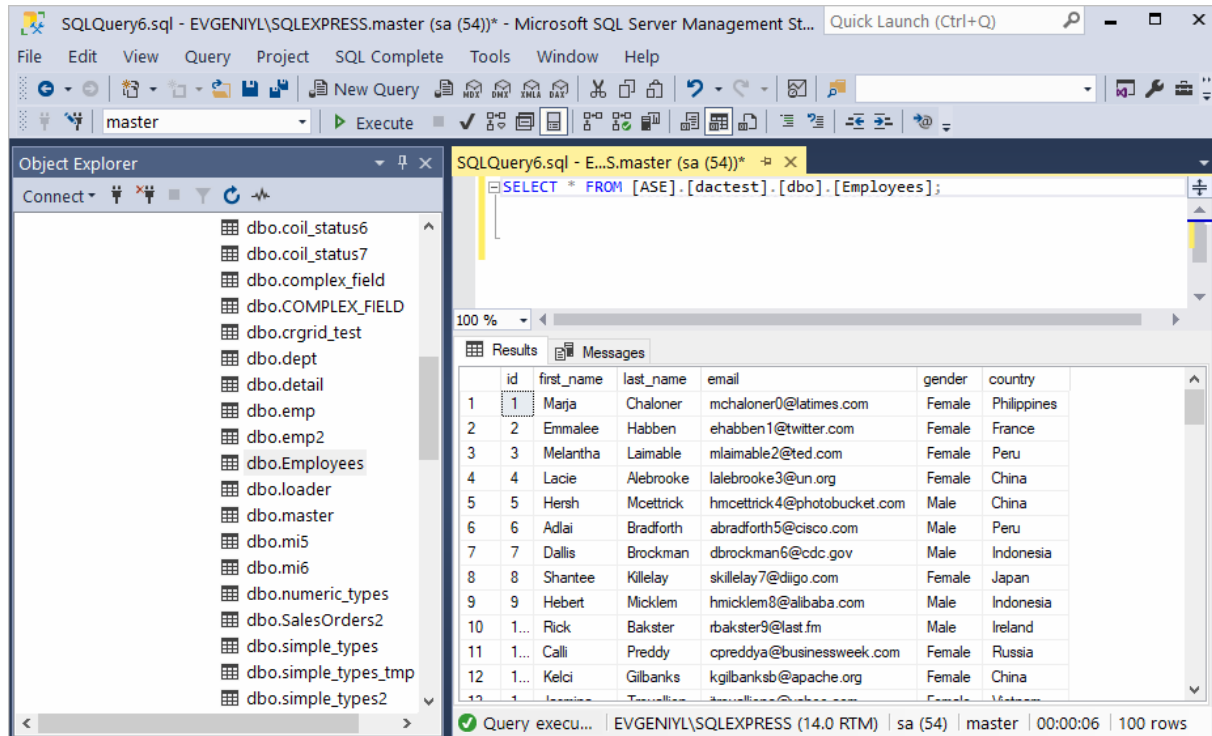 SQLQuery6.sql - EVGENIYL\SQLEXPRESS.master (sa (54))* - Microsoft SQL Server Management St... Quick Launch (Ctrl+Q)
File Edit View Query Project SQL Complete Tools Window Help
New Query MDX DMX XMLA DAX
master Execute
Object Explorer
Connect
dbo.coil_status6
dbo.coil_status7
dbo.complex_field
dbo.COMPLEX_FIELD
dbo.crgrid_test
dbo.dept
dbo.detail
dbo.emp
dbo.emp2
dbo.Employees
dbo.loader
dbo.master
dbo.mi5
dbo.mi6
dbo.numeric_types
dbo.SalesOrders2
dbo.simple_types
dbo.simple_types_tmp
dbo.simple_types2
SQLQuery6.sql - E...S.master (sa (54))*
SELECT * FROM [ASE].[dactest].[dbo].[Employees];
100 %
Results Messages
id first_name last_name email gender country
1 1 Marja Chaloner mchaloner0@latimes.com Female Philippines
2 2 Emmalee Habben ehabben1@twitter.com Female France
3 3 Melantha Laimable mlaimable2@ted.com Female Peru
4 4 Lacie Alebrooke lalebrooke3@un.org Female China
5 5 Hersh Mcettrick hmcettrick4@photobucket.com Male China
6 6 Adlai Bradforth abradforth5@cisco.com Male Peru
7 7 Dallis Brockman dbrockman6@cdc.gov Male Indonesia
8 8 Shantee Killelay skillelay7@diigo.com Female Japan
9 9 Hebert Micklem hmicklem8@alibaba.com Male Indonesia
10 1... Rick Bakster rbakster9@last.fm Male Ireland
11 1... Calli Preddy cpreddya@businessweek.com Female Russia
12 1... Kelci Gilbanks kgilbanksb@apache.org Female China
Query execu... EVGENIYL\SQLEXPRESS (14.0 RTM) sa (54) master 00:00:06 100 rows